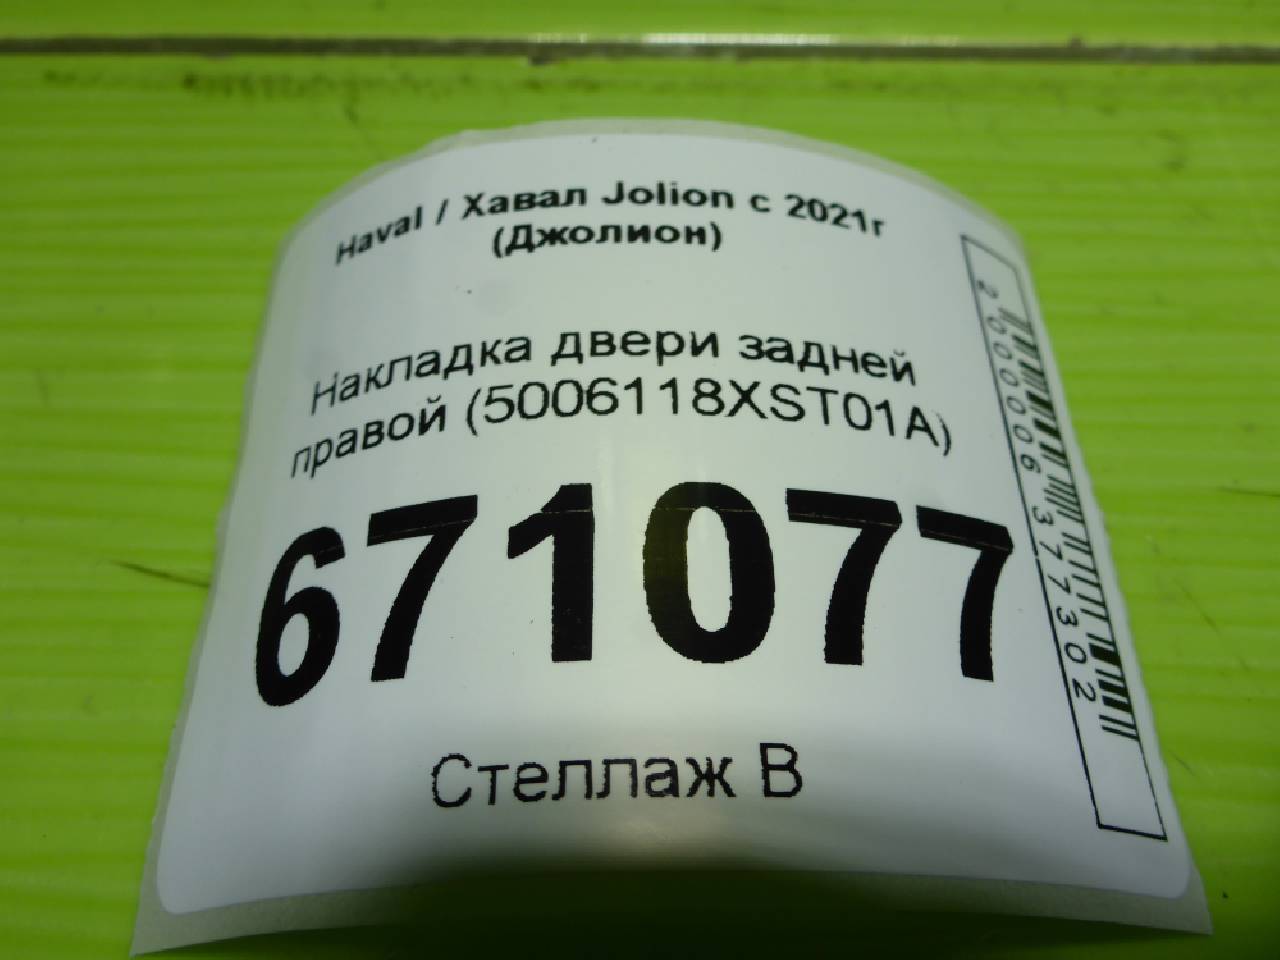 Haval / Хавал Jolion с 2021г
(Джолион)
Накладка двери задней
правой (5006118XST01A)
671077
Стеллаж В
2000006377302